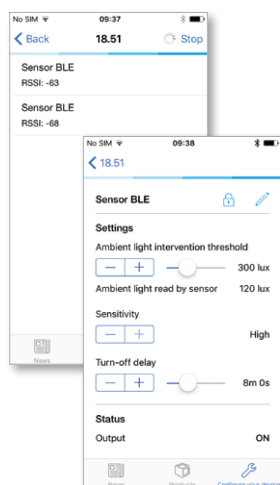 No SIM 09:37
Back 18.51 Stop
Sensor BLE
RSSI: -63
Sensor BLE
RSSI: -68
News
No SIM 09:38
18.51
Sensor BLE
Settings
Ambient light intervention threshold
− + 300 lux
Ambient light read by sensor 120 lux
Sensitivity
− + High
Turn-off delay
− + 8m 0s
Status
Output ON
News Products Configure your device